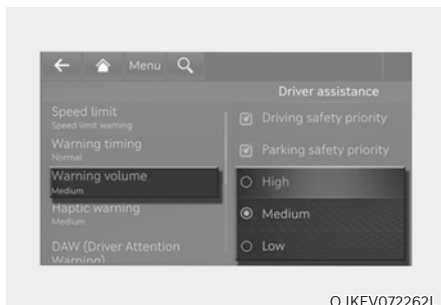 Menu
Driver assistance
Speed limit
Speed limit warning
Warning timing
Normal
Warning volume
Medium
Haptic warning
Medium
DAW (Driver Attention
Warning)
Driving safety priority
Parking safety priority
High
Medium
Low
OJKEV072262L